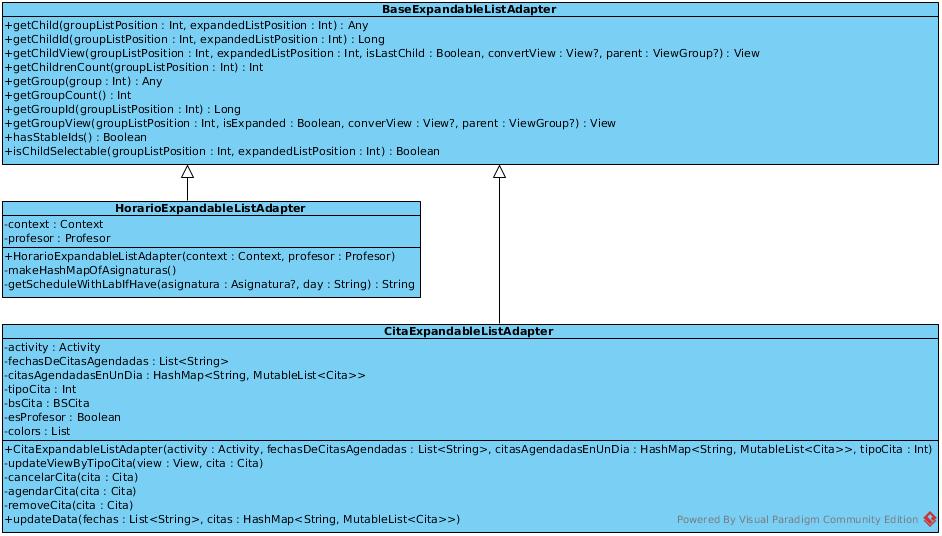 BaseExpandableListAdapter
+getChild(groupListPosition : Int, expandedListPosition : Int) : Any
+getChildId(groupListPosition : Int, expandedListPosition : Int) : Long
+getChildView(groupListPosition : Int, expandedListPosition : Int, isLastChild : Boolean, convertView : View?, parent : ViewGroup?) : View
+getChildrenCount(groupListPosition : Int) : Int
+getGroup(group : Int) : Any
+getGroupCount() : Int
+getGroupId(groupListPosition : Int) : Long
+getGroupView(groupListPosition : Int, isExpanded : Boolean, converView : View?, parent : ViewGroup?) : View
+hasStableIds() : Boolean
+isChildSelectable(groupListPosition : Int, expandedListPosition : Int) : Boolean
HorarioExpandableListAdapter
-context : Context
-profesor : Profesor
+HorarioExpandableListAdapter(context : Context, profesor : Profesor)
-makeHashMapOfAsignaturas()
-getScheduleWithLabIfHave(asignatura : Asignatura?, day : String) : String
CitaExpandableListAdapter
-activity : Activity
-fechasDeCitasAgendadas : List<String>
-citasAgendadasEnUnDia : HashMap<String, MutableList<Cita>>
-tipoCita : Int
-bsCita : BSCita
-esProfesor : Boolean
-colors : List
+CitaExpandableListAdapter(activity : Activity, fechasDeCitasAgendadas : List<String>, citasAgendadasEnUnDia : HashMap<String, MutableList<Cita>>, tipoCita : Int)
-updateViewByTipoCita(view : View, cita : Cita)
-cancelarCita(cita : Cita)
-agendarCita(cita : Cita)
-removeCita(cita : Cita)
+updateData(fechas : List<String>, citas : HashMap<String, MutableList<Cita>>)
Powered By Visual Paradigm Community Edition